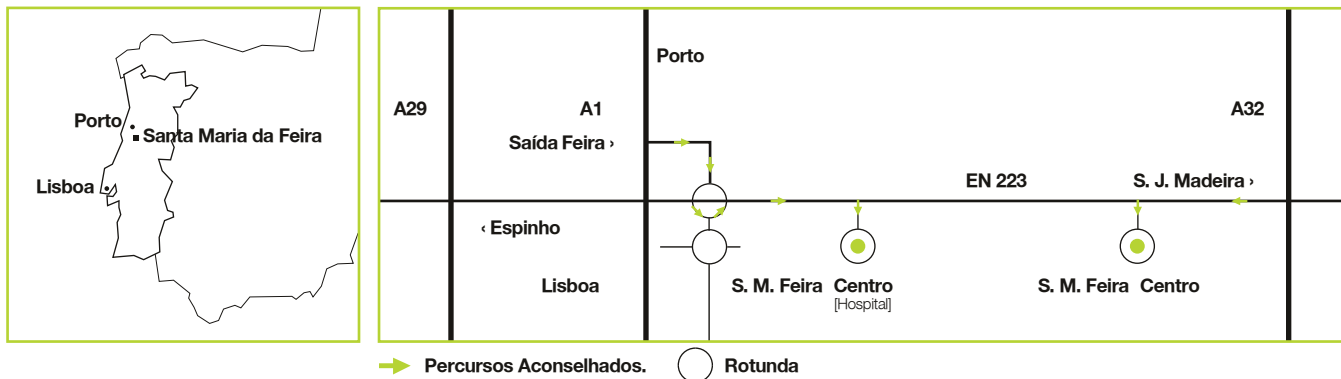 Porto
Santa Maria da Feira
Lisboa
Porto
A29
A1
A32
Saída Feira ›
EN 223
S. J. Madeira ›
‹ Espinho
Lisboa
S. M. Feira Centro
[Hospital]
S. M. Feira Centro
Percursos Aconselhados.
Rotunda